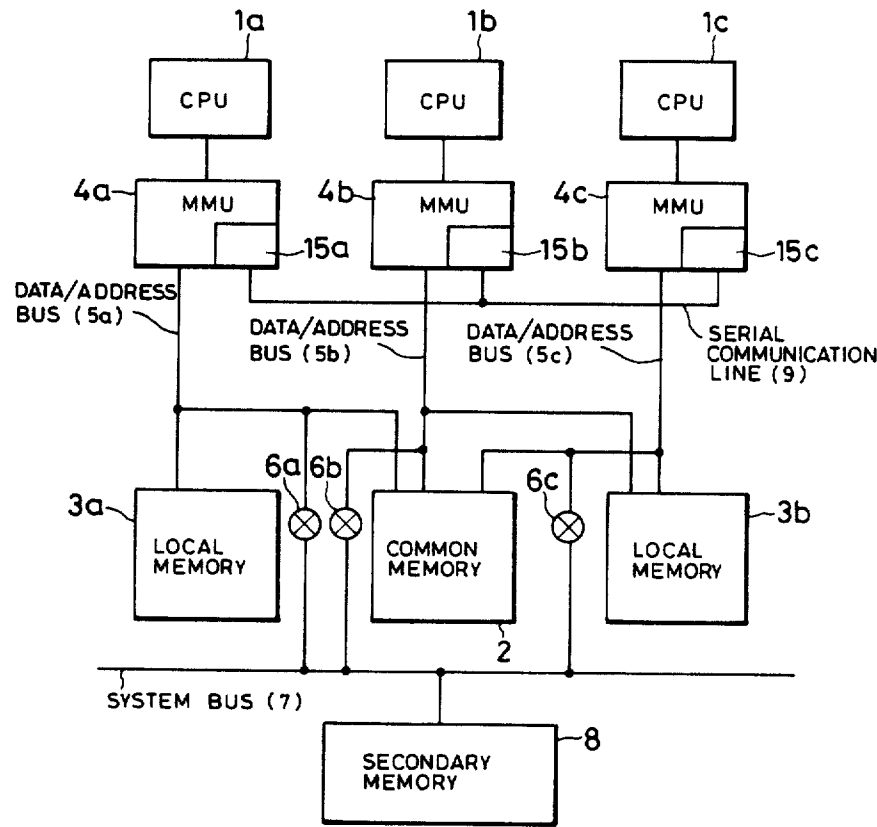 1a
1b
1c
CPU
CPU
CPU
4a
4b
4c
MMU
MMU
MMU
15a
15b
15c
DATA/ADDRESS
BUS (5a)
DATA/ADDRESS
BUS (5b)
DATA/ADDRESS
BUS (5c)
SERIAL
COMMUNICATION
LINE (9)
6a
6b
6c
3a
3b
LOCAL
MEMORY
COMMON
MEMORY
LOCAL
MEMORY
2
SYSTEM BUS (7)
8
SECONDARY
MEMORY